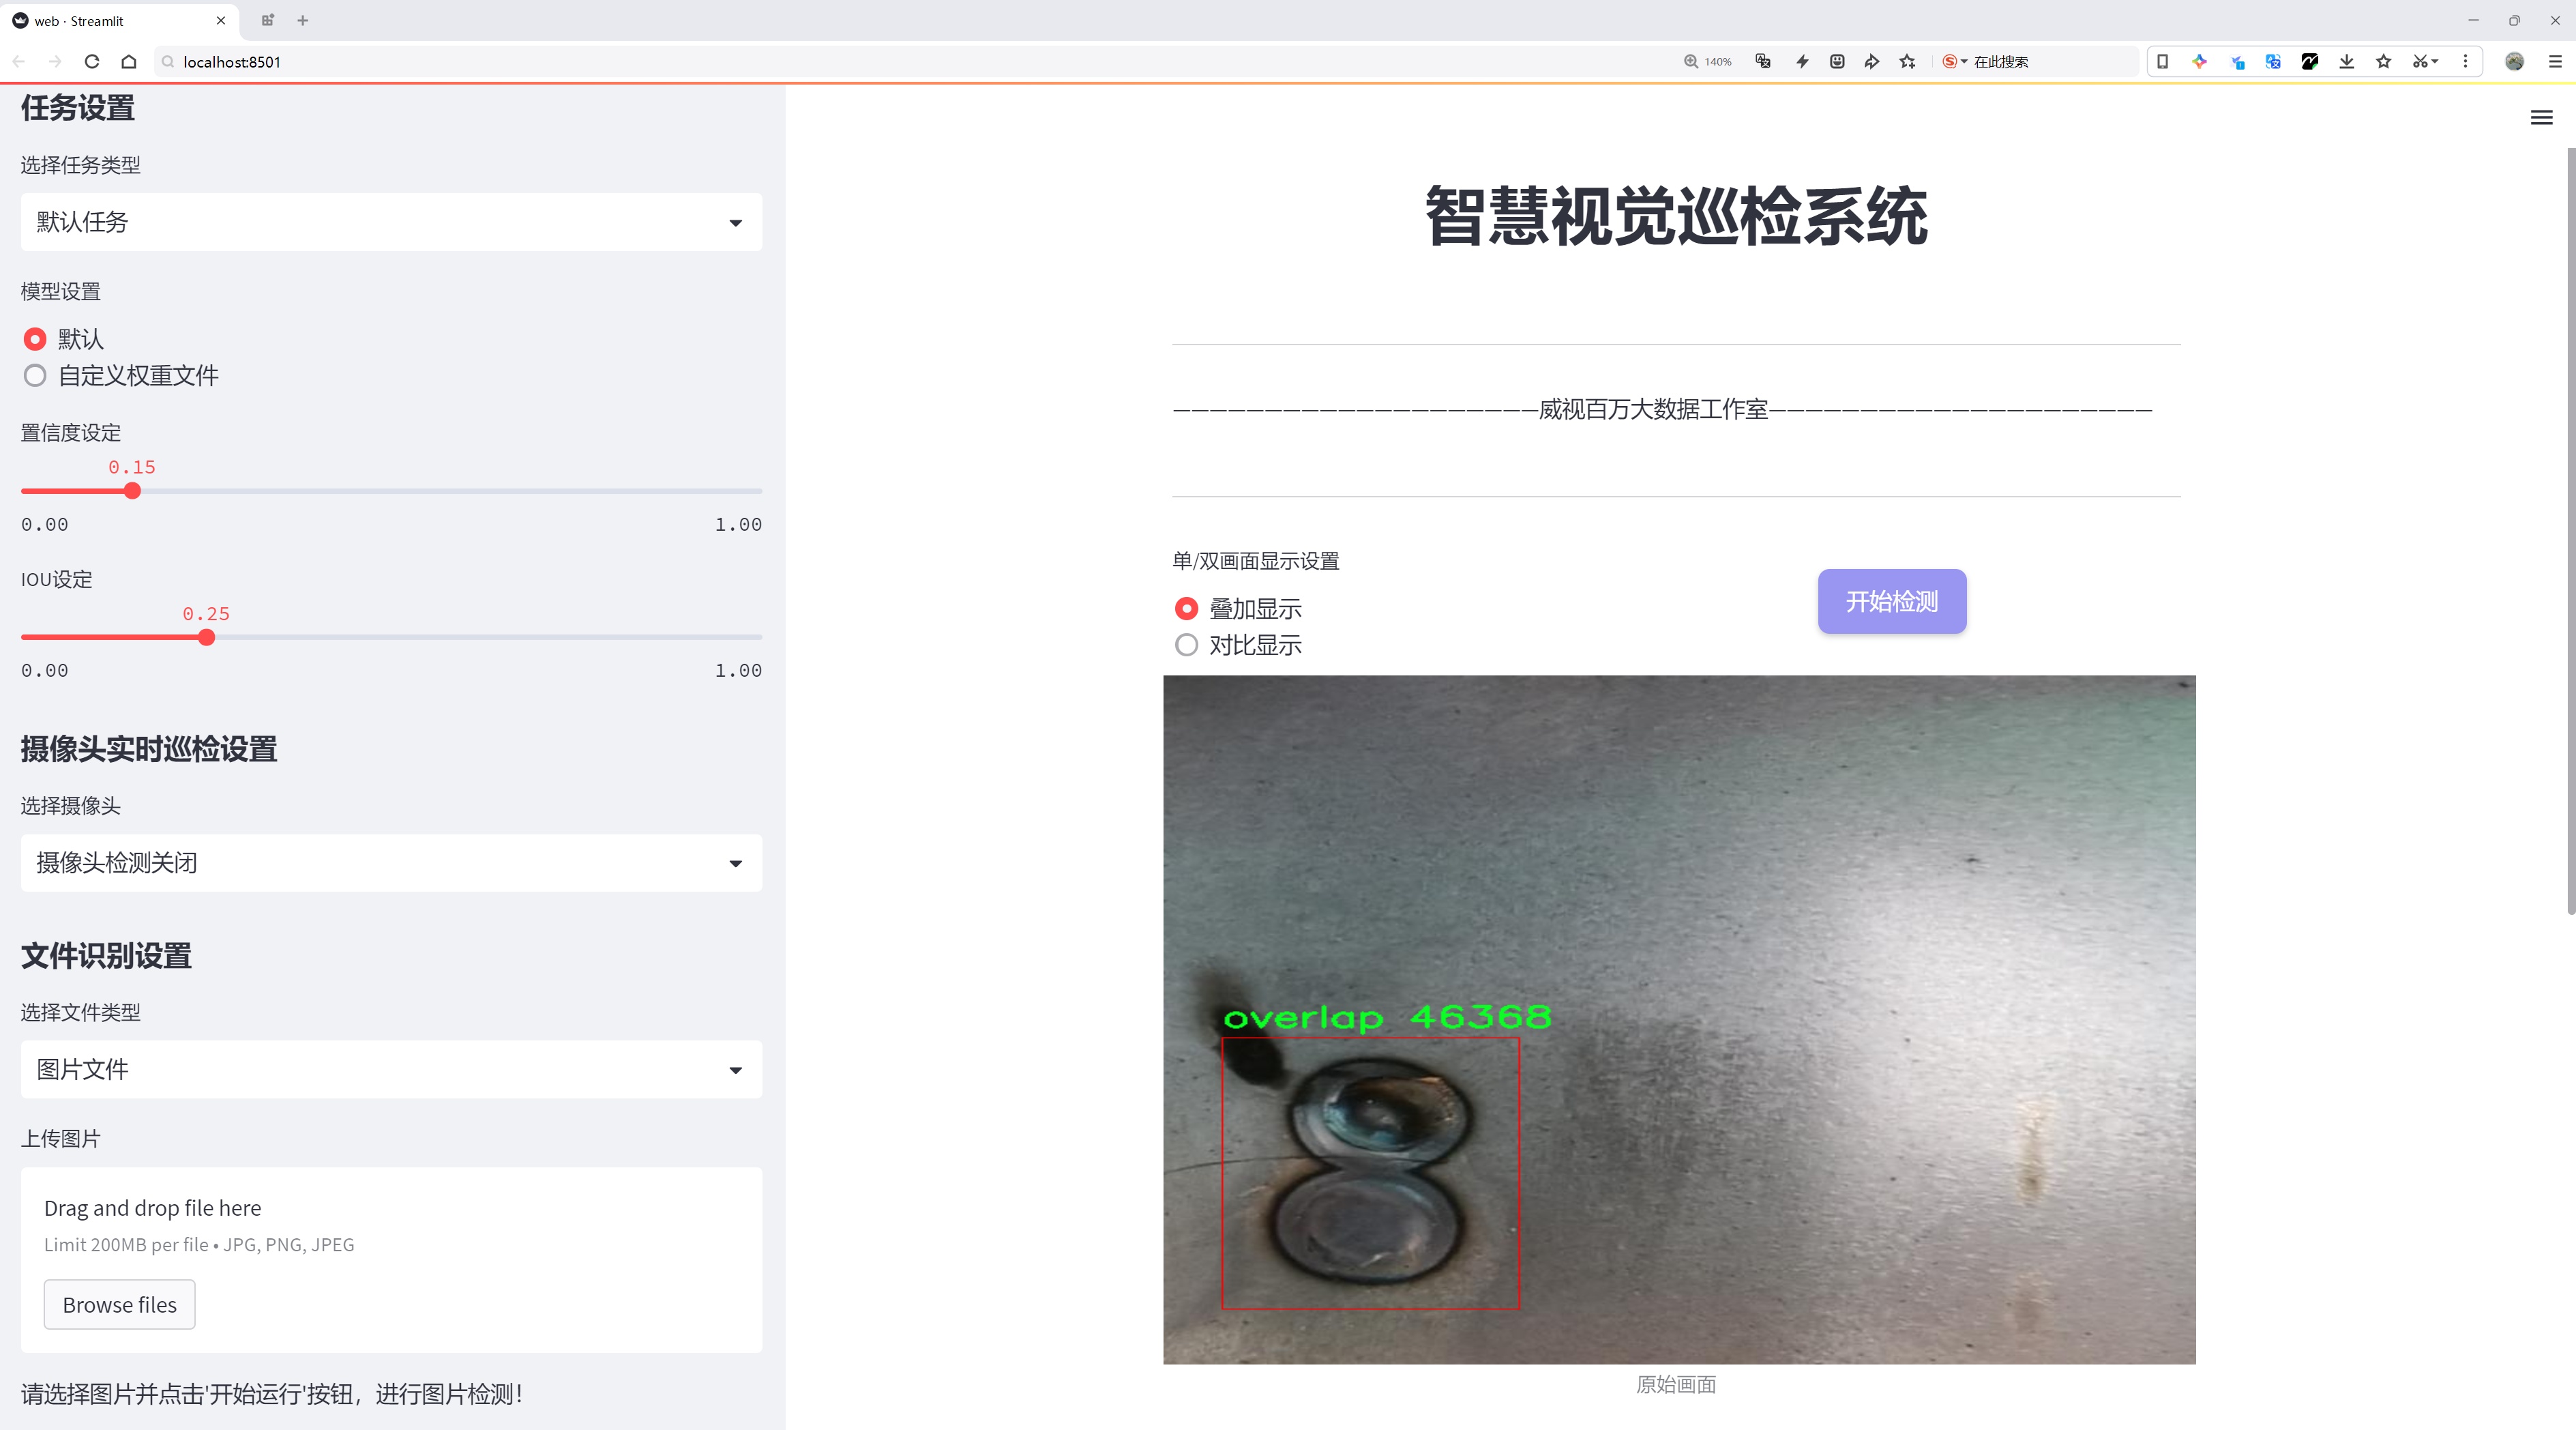 web · Streamlit
localhost:8501
140%
在此搜索
任务设置
选择任务类型
默认任务
模型设置
默认
自定义权重文件
置信度设定
0.15
0.00 1.00
IOU设定
0.25
0.00 1.00
摄像头实时巡检设置
选择摄像头
摄像头检测关闭
文件识别设置
选择文件类型
图片文件
上传图片
Drag and drop file here
Limit 200MB per file • JPG, PNG, JPEG
Browse files
请选择图片并点击'开始运行'按钮，进行图片检测！
智慧视觉巡检系统
————————————————————威视百万大数据工作室—————————————————————
单/双画面显示设置
叠加显示
对比显示
开始检测
overlap 46368
原始画面